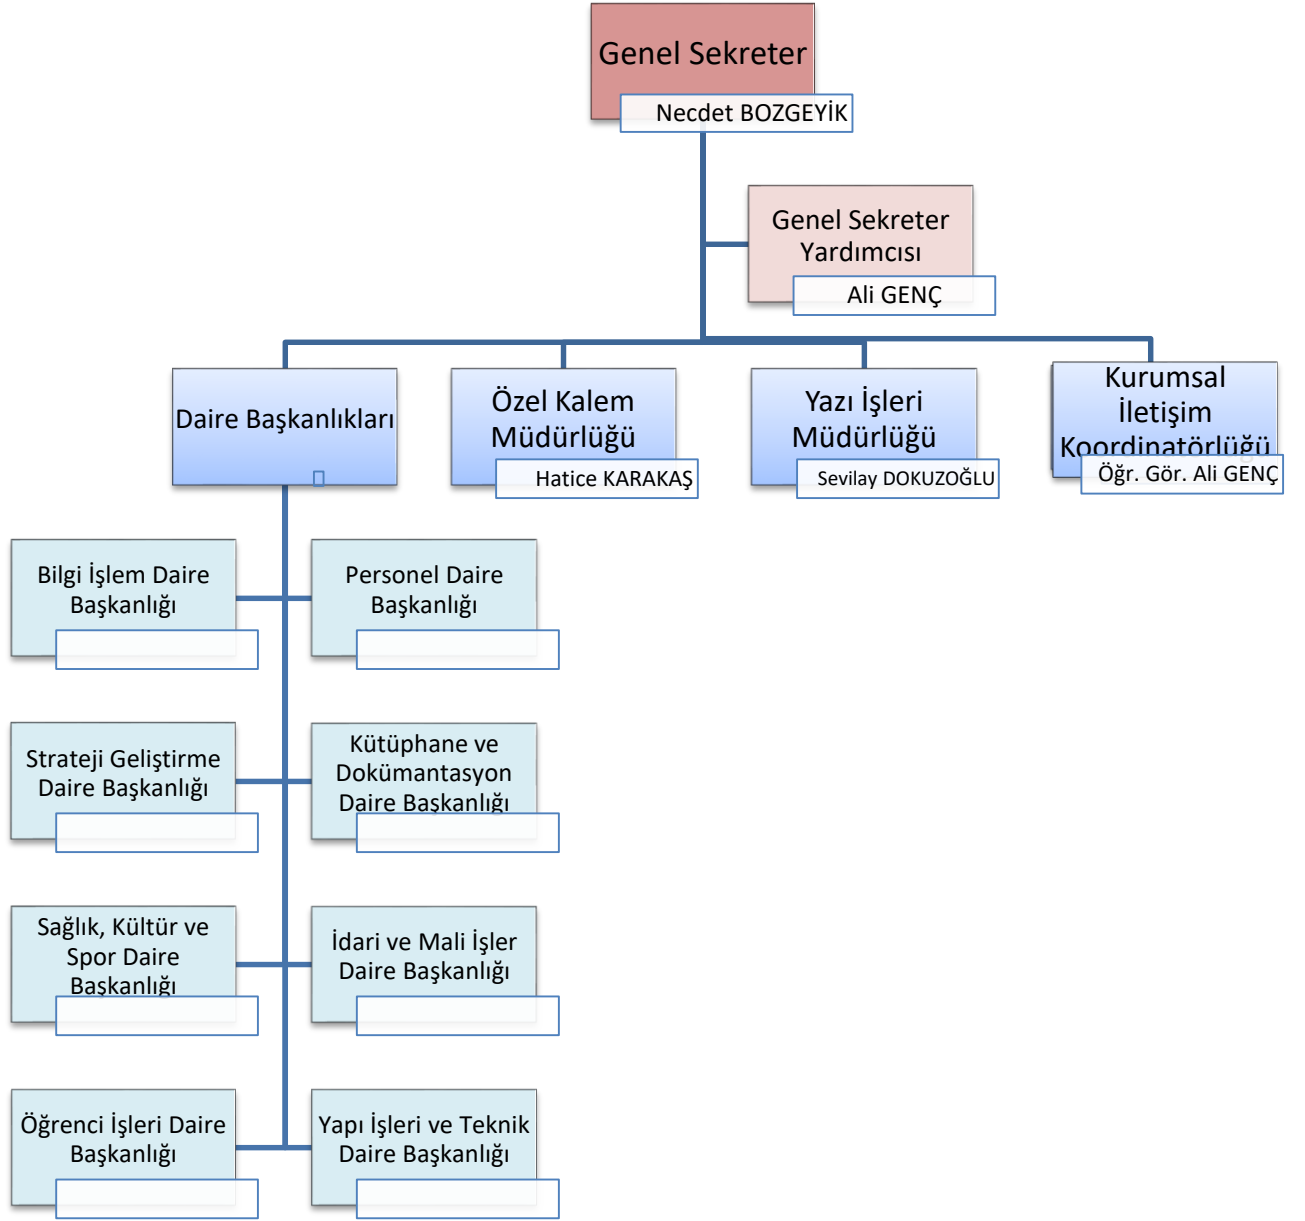 Genel Sekreter
Necdet BOZGEYİK
Genel Sekreter
Yardımcısı
Ali GENÇ
Daire Başkanlıkları
Özel Kalem
Müdürlüğü
Hatice KARAKAŞ
Yazı İşleri
Müdürlüğü
Sevilay DOKUZOĞLU
Kurumsal
İletişim
Koordinatörlüğü
Öğr. Gör. Ali GENÇ
Bilgi İşlem Daire
Başkanlığı
Personel Daire
Başkanlığı
Strateji Geliştirme
Daire Başkanlığı
Kütüphane ve
Dokümantasyon
Daire Başkanlığı
Sağlık, Kültür ve
Spor Daire
Başkanlığı
İdari ve Mali İşler
Daire Başkanlığı
Öğrenci İşleri Daire
Başkanlığı
Yapı İşleri ve Teknik
Daire Başkanlığı